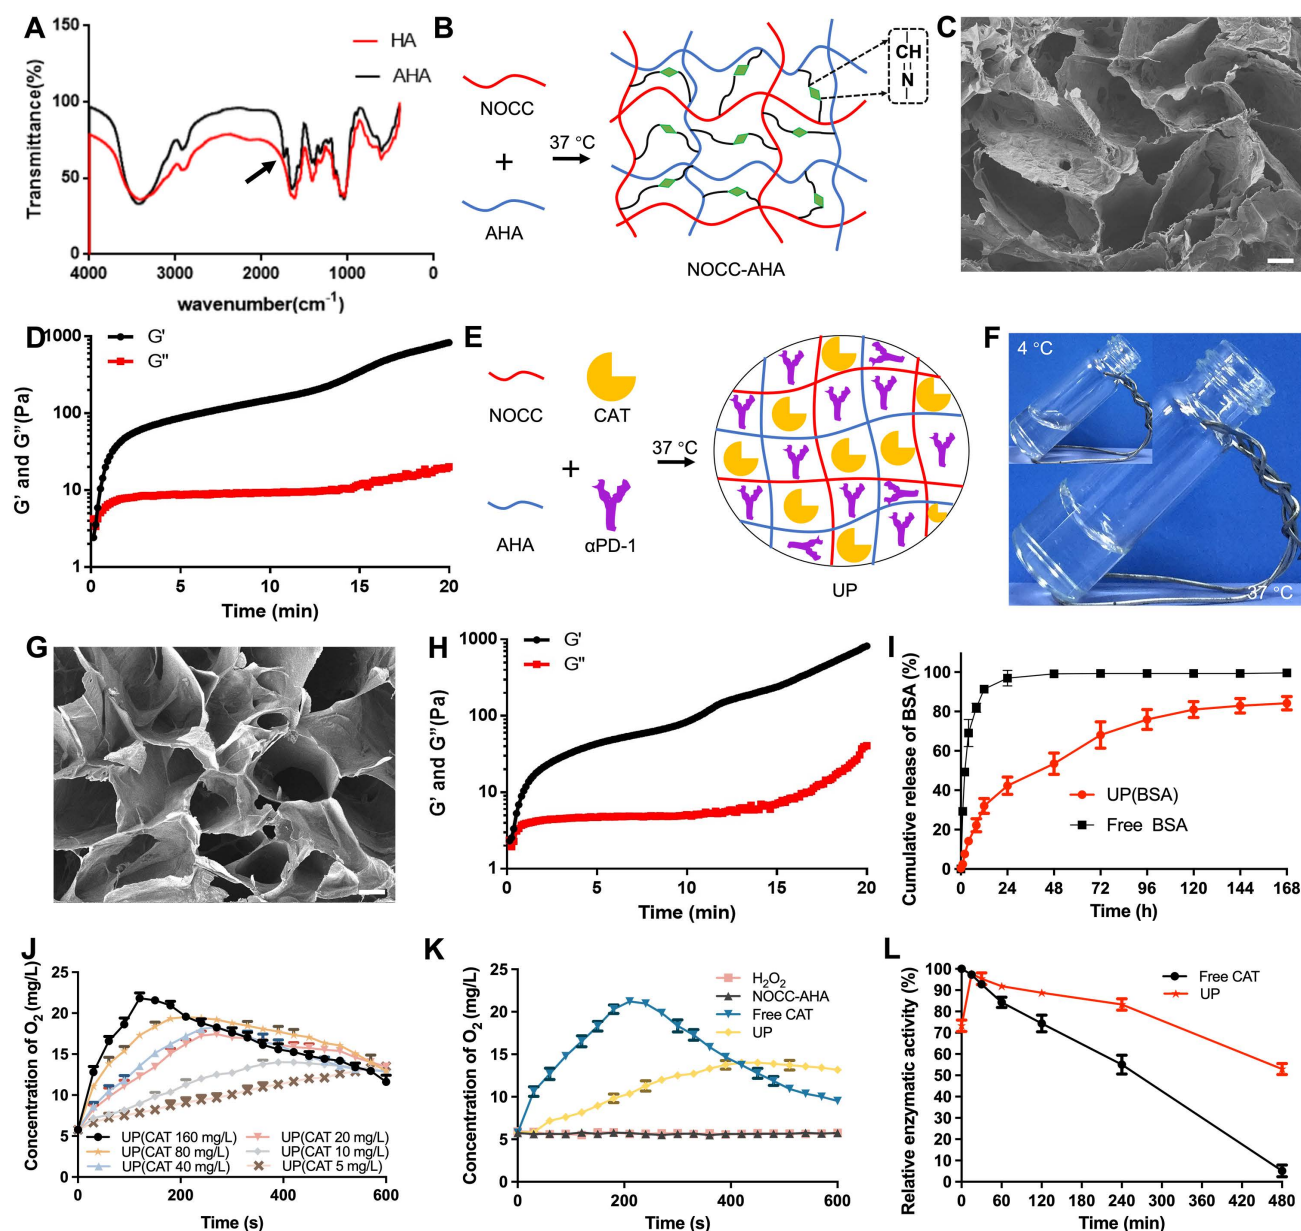 A
150
100
50
0
Transmittance(%)
HA
AHA
4000 3000 2000 1000 0
wavenumber(cm⁻¹)
B
NOCC
+
AHA
37 °C
CH
N
NOCC-AHA
C
D
1000
100
10
1
G' and G''(Pa)
G'
G''
0 5 10 15 20
Time (min)
E
NOCC
CAT
+
37 °C
AHA
αPD-1
UP
F
4 °C
37 °C
G
H
1000
100
10
1
G' and G''(Pa)
G'
G''
0 5 10 15 20
Time (min)
I
100
80
60
40
20
0
Cumulative release of BSA (%)
UP(BSA)
Free BSA
0 24 48 72 96 120 144 168
Time (h)
J
25
20
15
10
5
0
Concentration of O₂ (mg/L)
UP(CAT 160 mg/L) UP(CAT 20 mg/L)
UP(CAT 80 mg/L) UP(CAT 10 mg/L)
UP(CAT 40 mg/L) UP(CAT 5 mg/L)
0 200 400 600
Time (s)
K
25
20
15
10
5
0
Concentration of O₂ (mg/L)
H₂O₂
NOCC-AHA
Free CAT
UP
0 200 400 600
Time (s)
L
100
90
80
70
60
50
40
30
20
10
0
Relative enzymatic activity (%)
Free CAT
UP
0 60 120 180 240 300 360 420 480
Time (min)